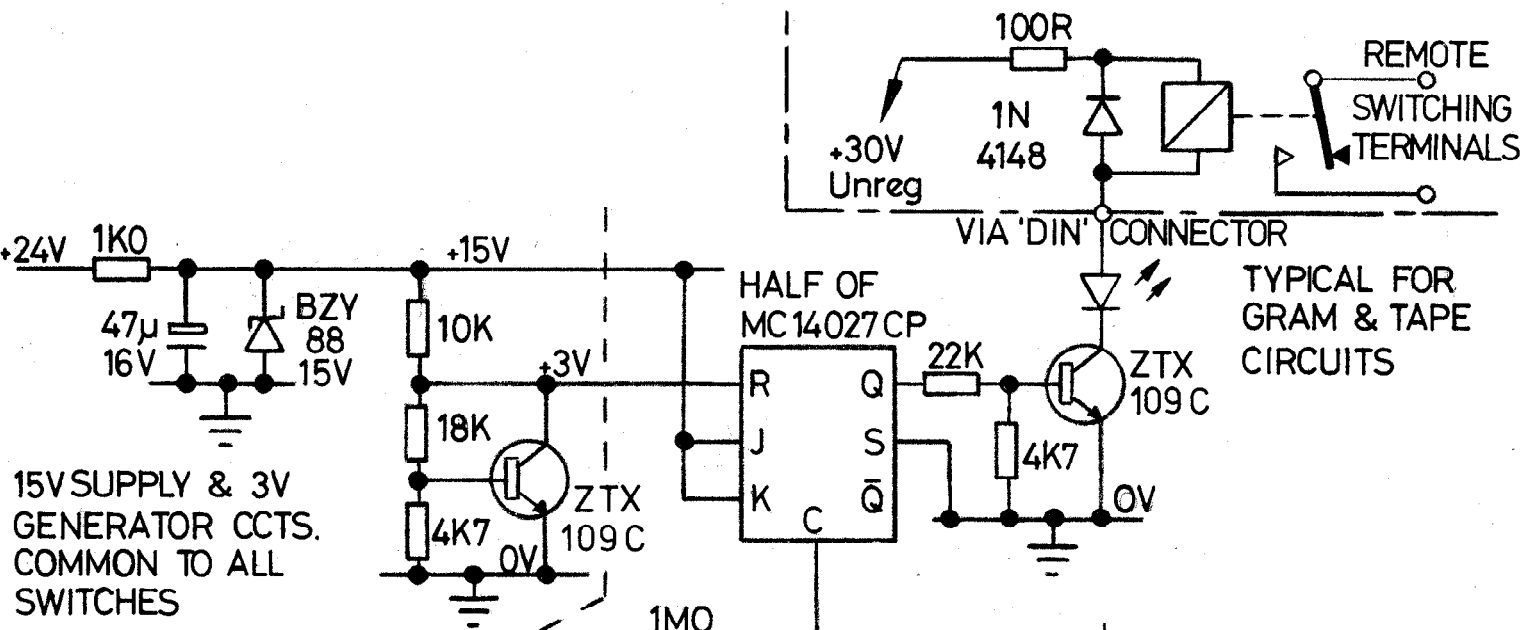 100R
REMOTE
SWITCHING
TERMINALS
1N
4148
+30V
Unreg
VIA 'DIN' CONNECTOR
+24V
1K0
+15V
TYPICAL FOR
GRAM & TAPE
CIRCUITS
HALF OF
MC14027CP
47µ
16V
BZY
88
15V
10K
+3V
22K
ZTX
109C
R
Q
18K
J
S
4K7
K
Q̅
C
0V
15V SUPPLY & 3V
GENERATOR CCTS.
COMMON TO ALL
SWITCHES
ZTX
109C
4K7
0V
1M0